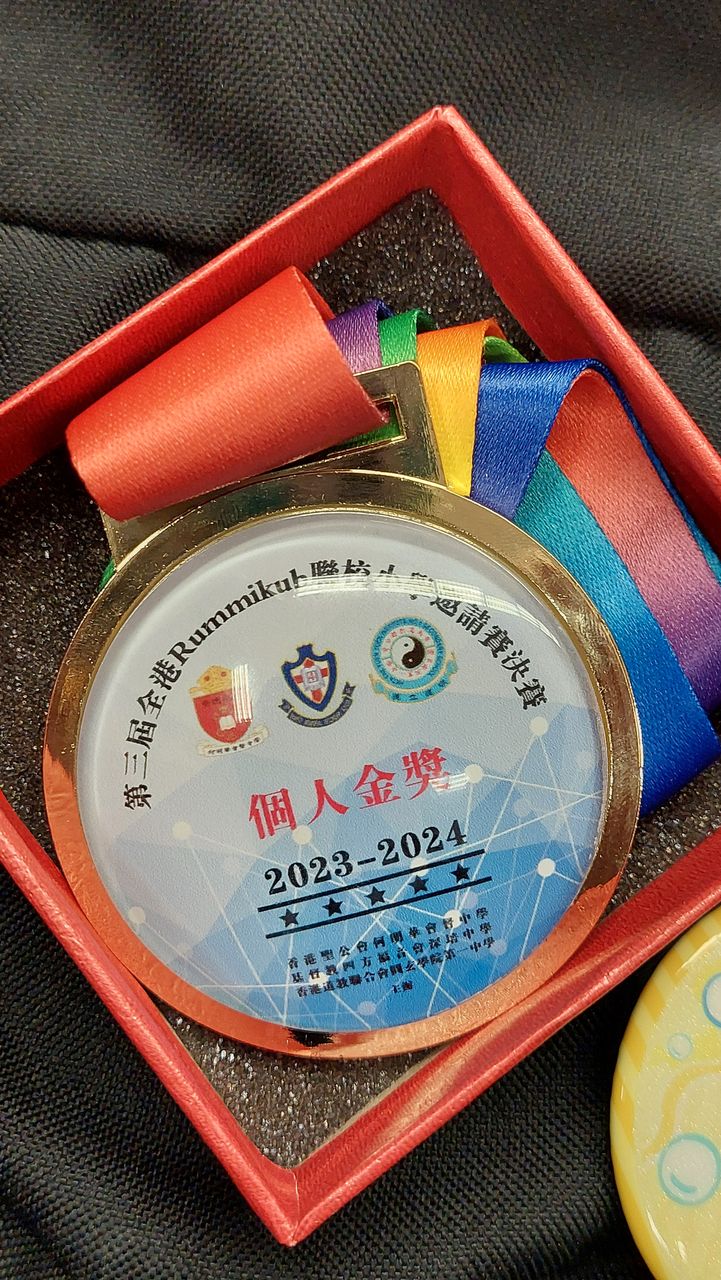 第三屆全港Rummikub聯校小學邀請賽決賽
個人金獎
2023-2024
香港聖公會何明華會督中學
基督教四方福音會深培中學
香港道教聯合會圓玄學院第一中學
主辦